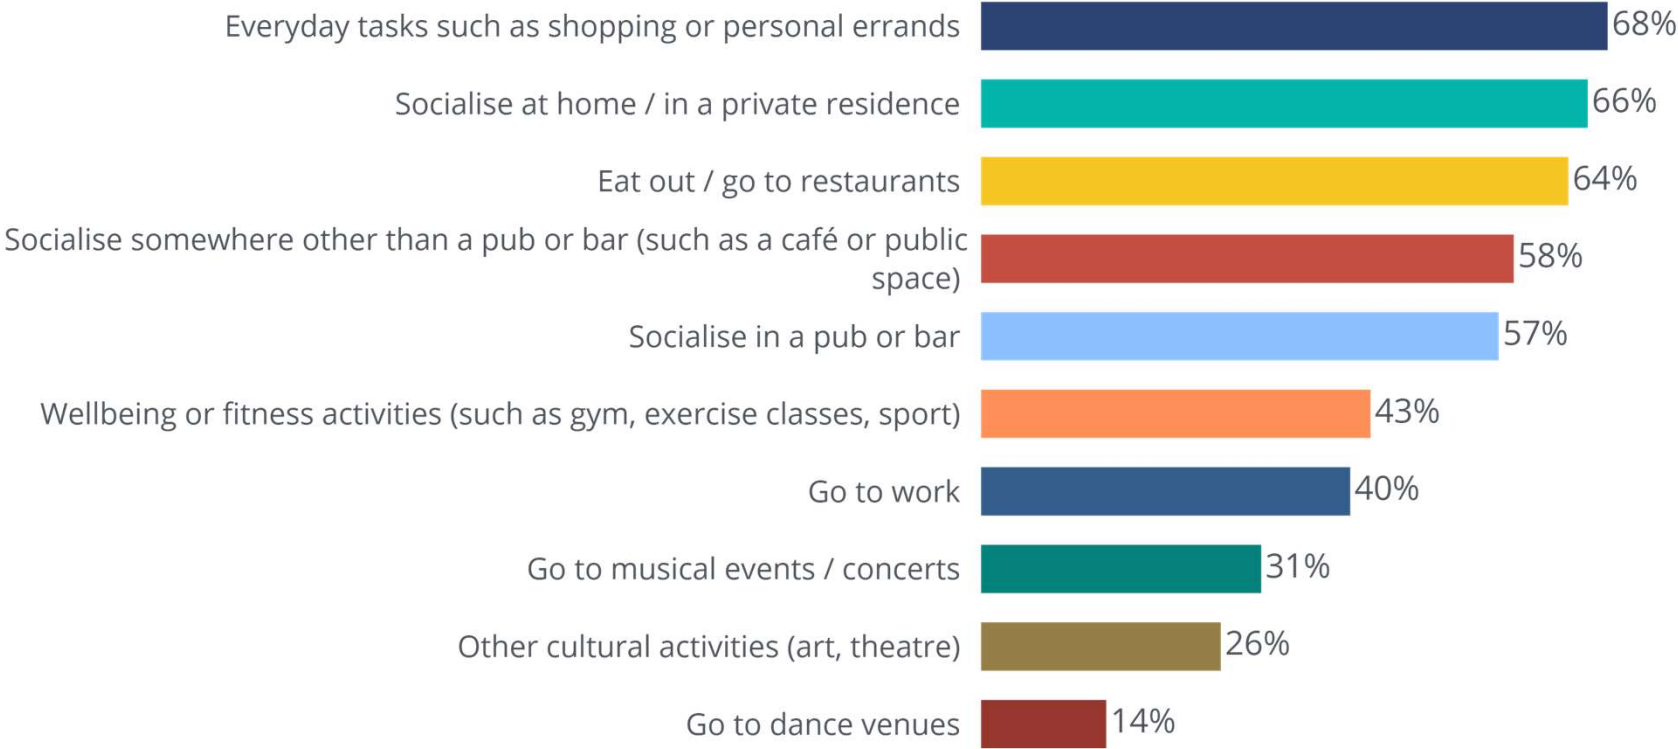 Everyday tasks such as shopping or personal errands 68%
Socialise at home / in a private residence 66%
Eat out / go to restaurants 64%
Socialise somewhere other than a pub or bar (such as a café or public
space) 58%
Socialise in a pub or bar 57%
Wellbeing or fitness activities (such as gym, exercise classes, sport) 43%
Go to work 40%
Go to musical events / concerts 31%
Other cultural activities (art, theatre) 26%
Go to dance venues 14%